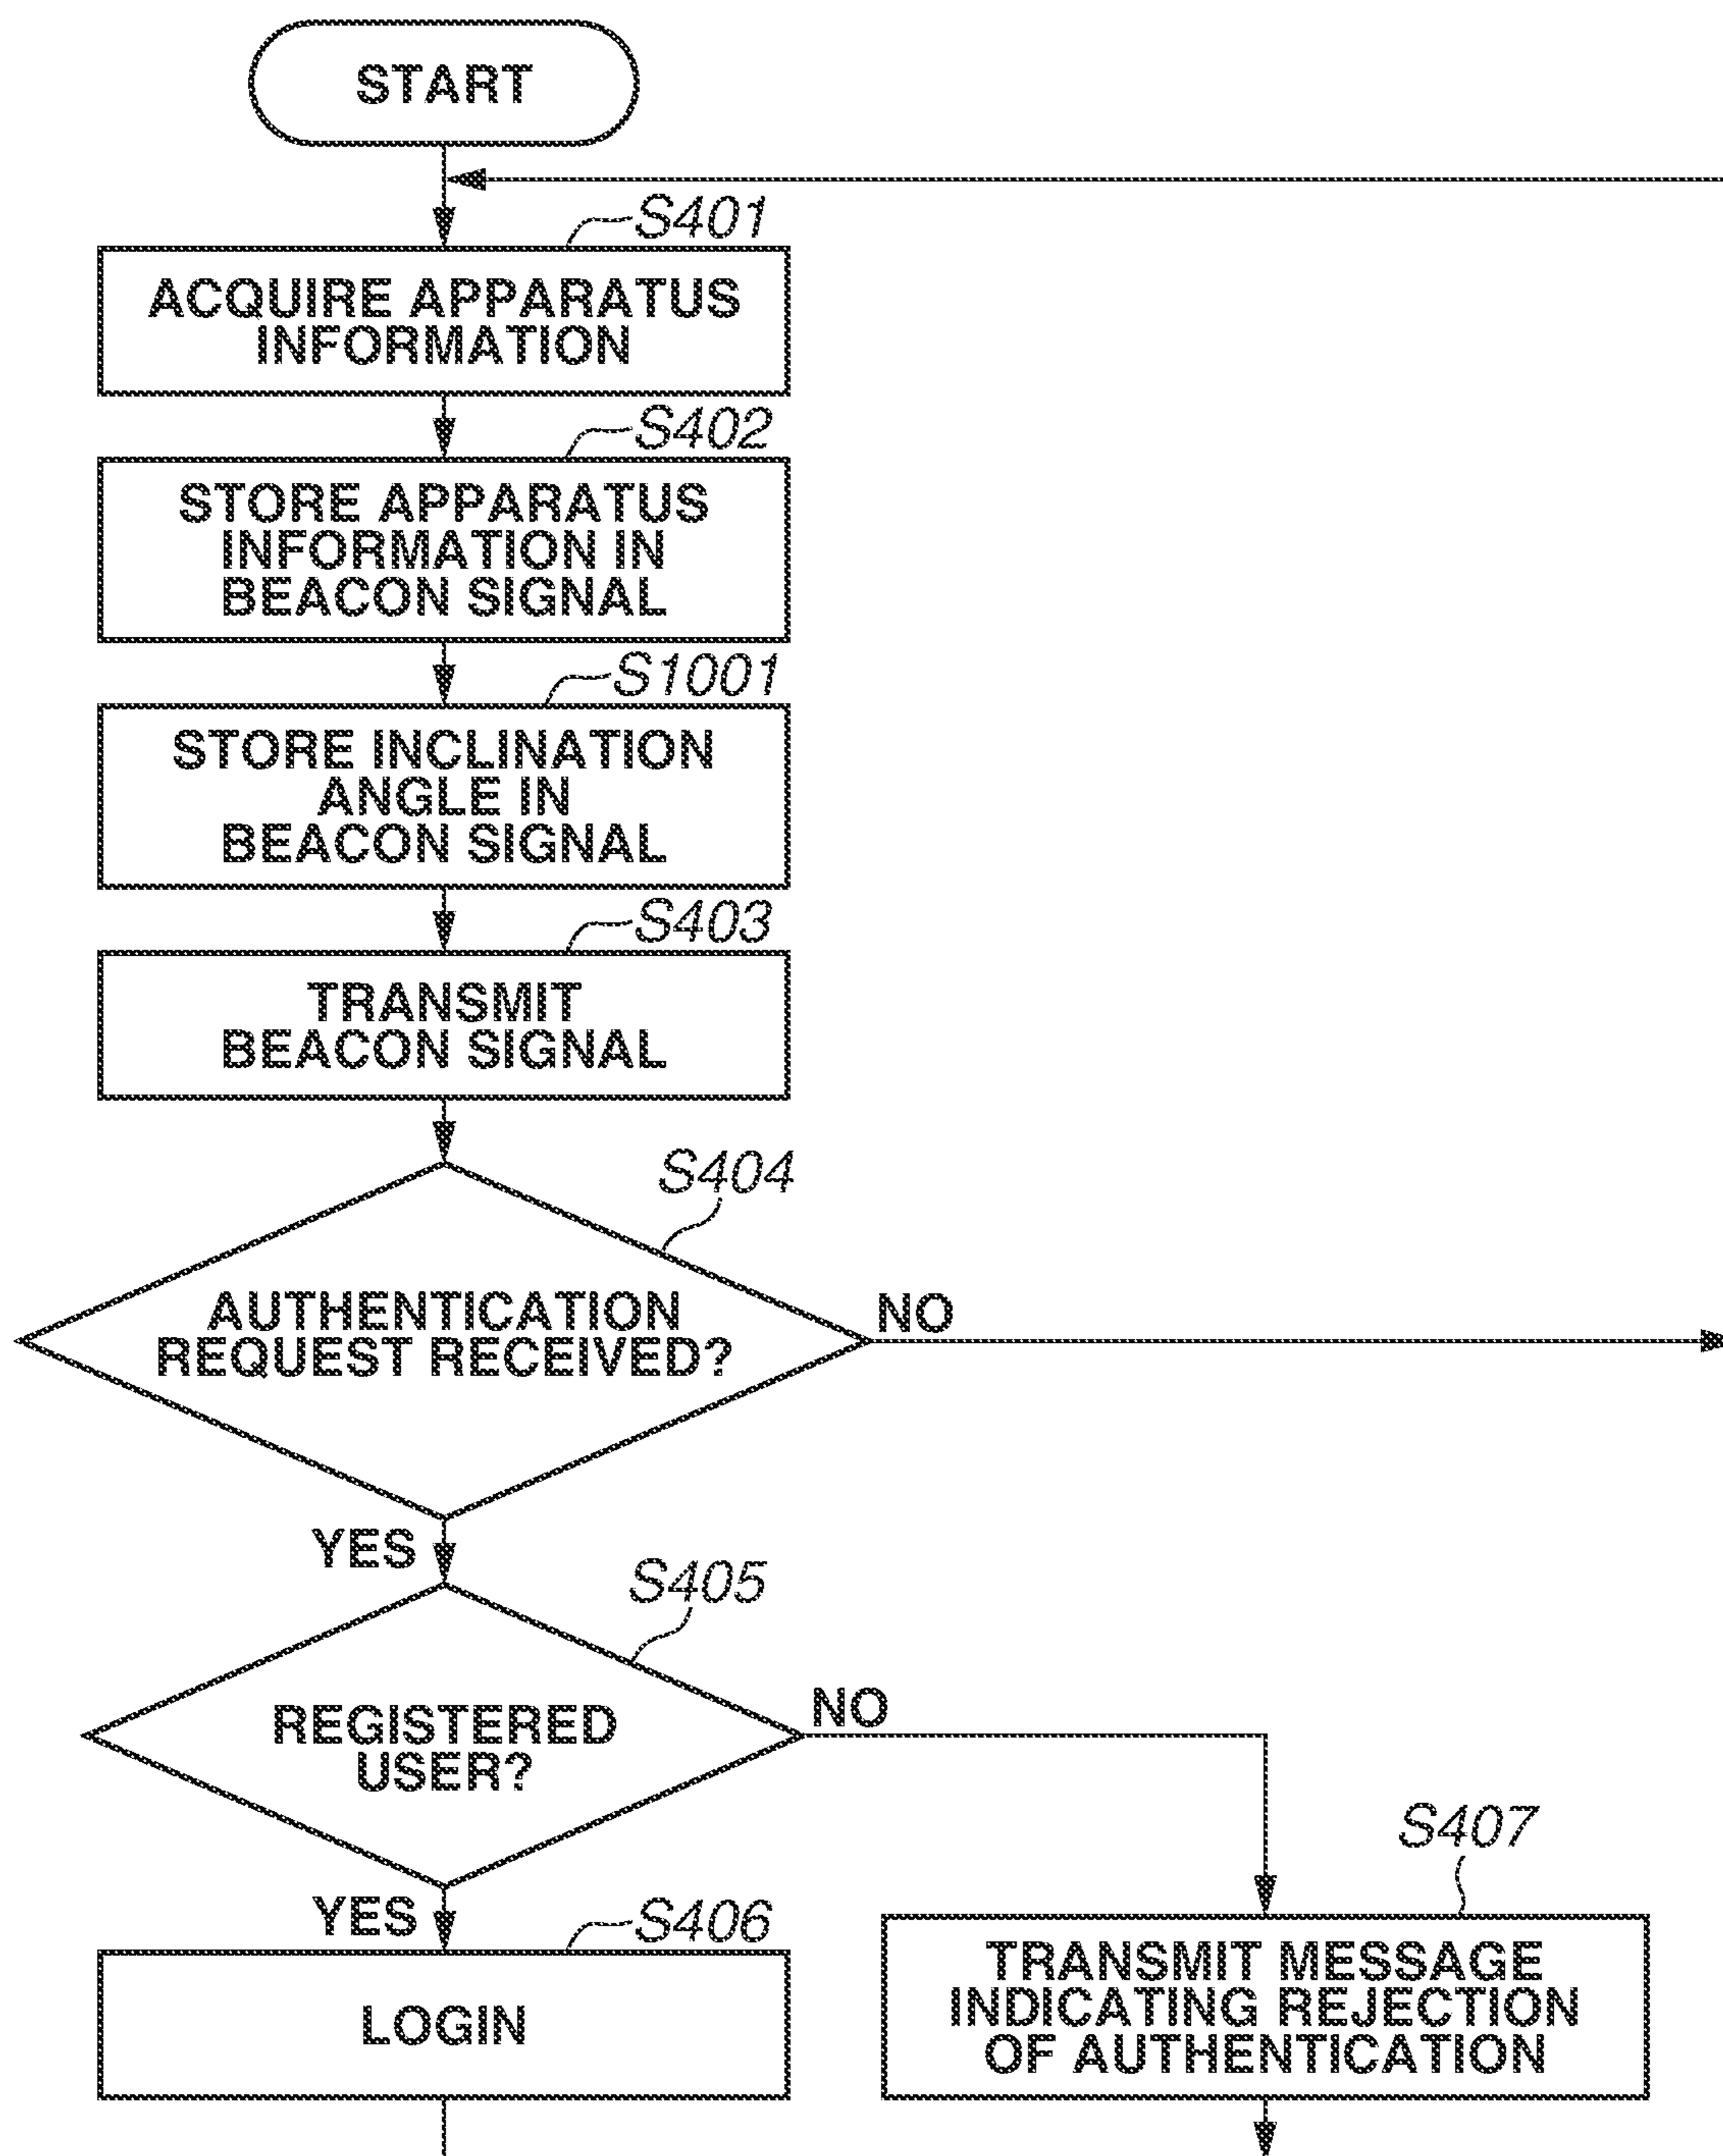 START
S401
ACQUIRE APPARATUS
INFORMATION
S402
STORE APPARATUS
INFORMATION IN
BEACON SIGNAL
S1001
STORE INCLINATION
ANGLE IN
BEACON SIGNAL
S403
TRANSMIT
BEACON SIGNAL
S404
AUTHENTICATION
REQUEST RECEIVED?
NO
YES
S405
REGISTERED
USER?
NO
YES
S406
LOGIN
S407
TRANSMIT MESSAGE
INDICATING REJECTION
OF AUTHENTICATION